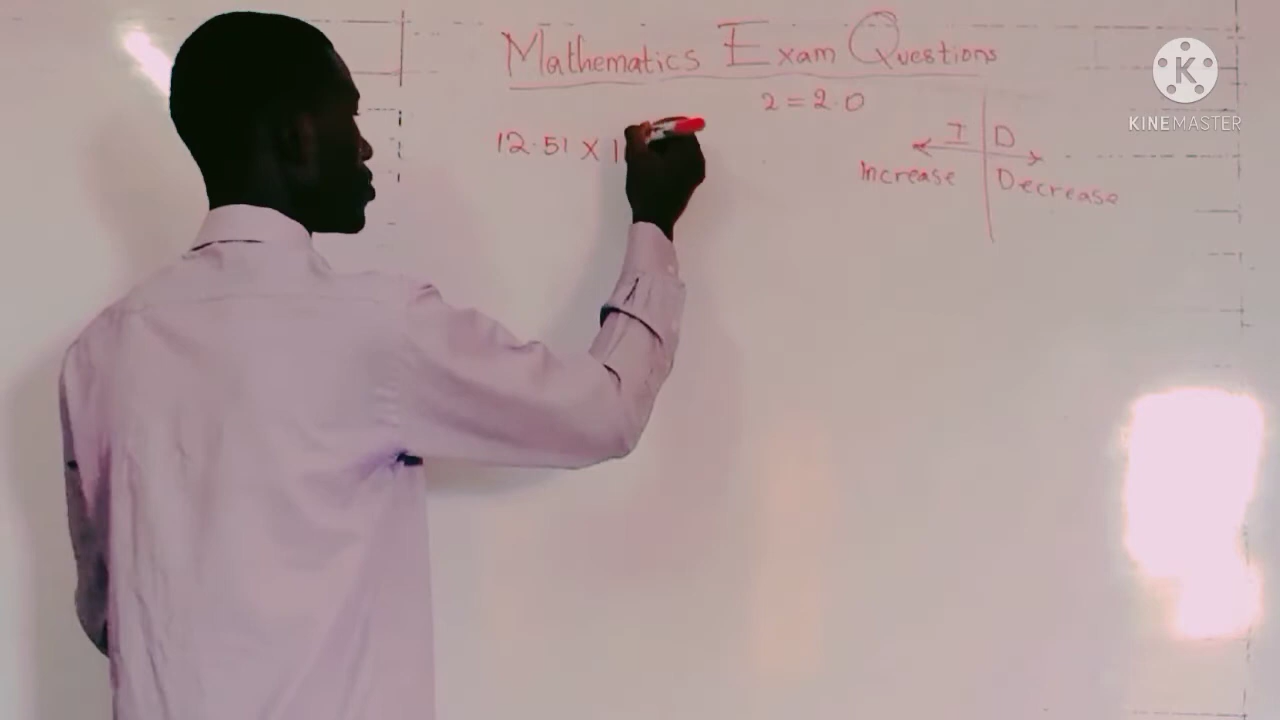 Mathematics Exam Questions
2 = 2.0
12.51 x 1
I D
Increase Decrease
K
KINEMASTER